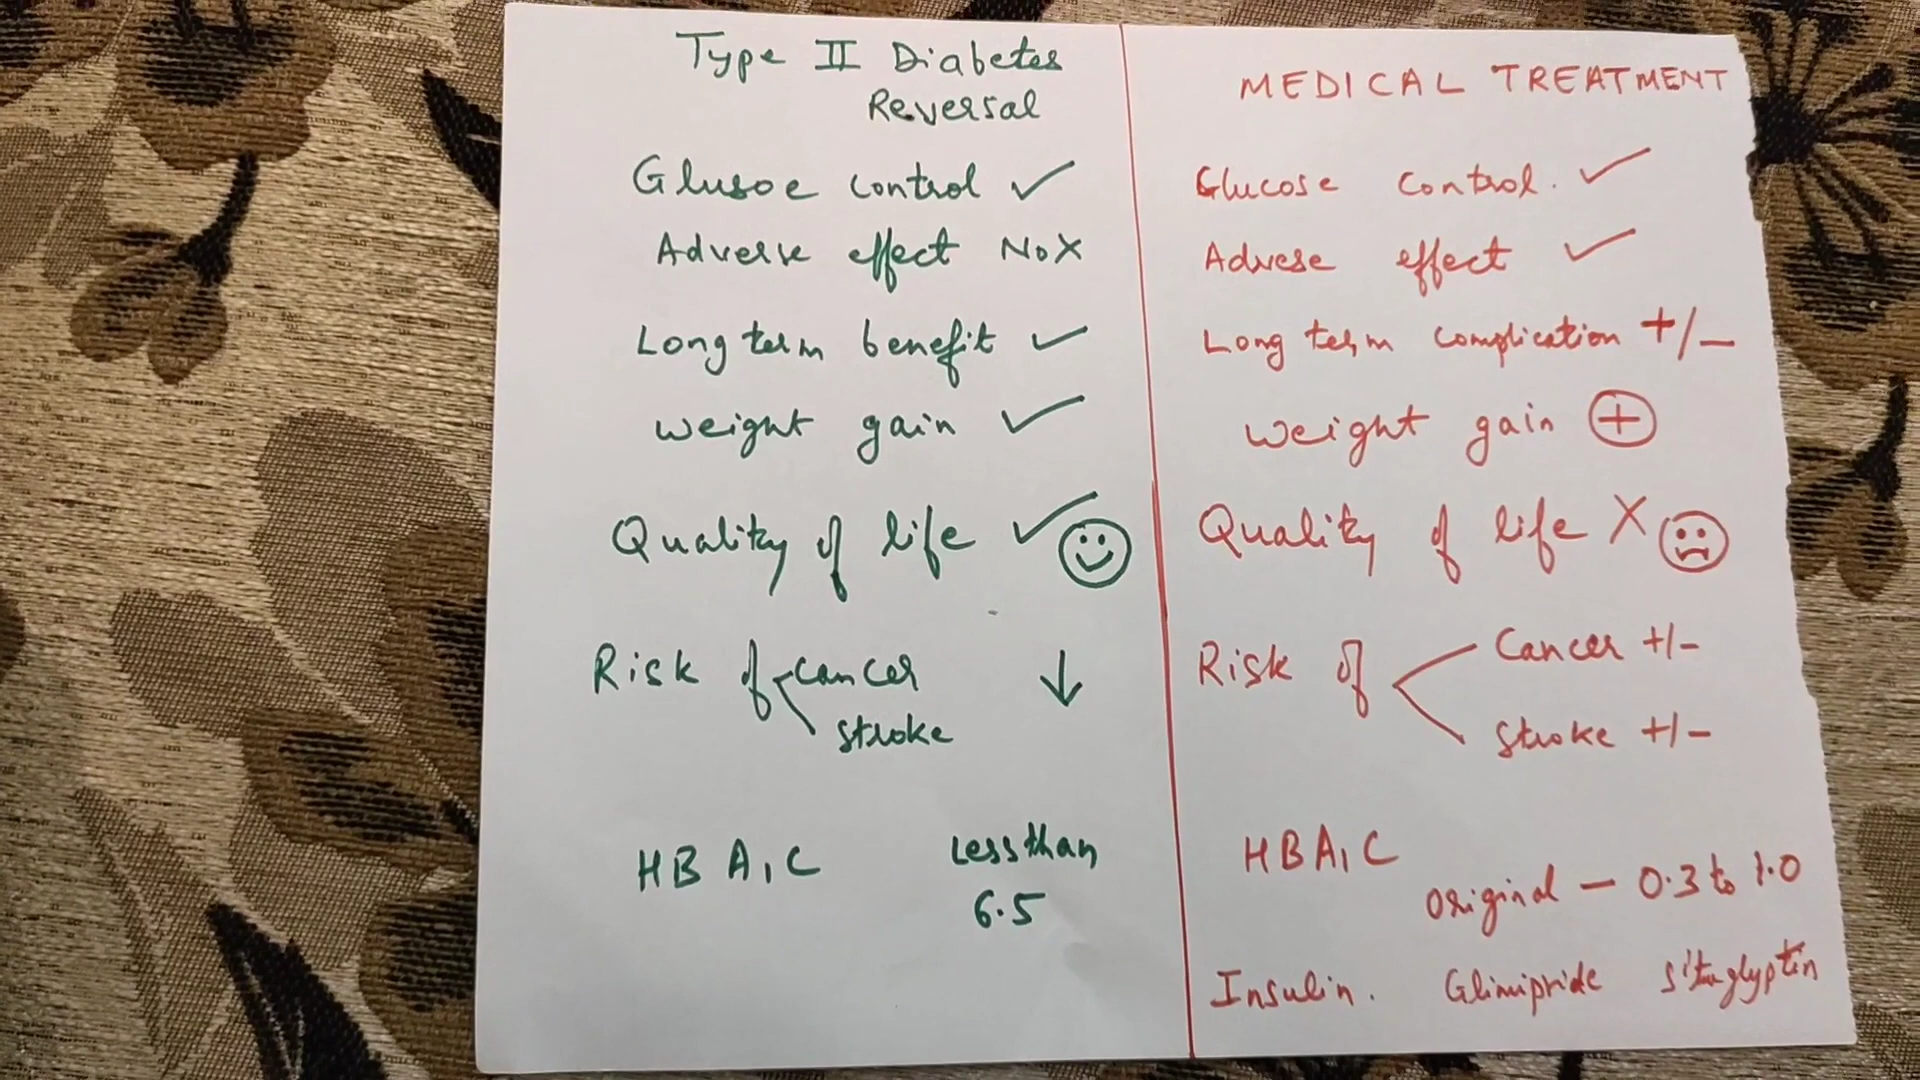 Type II Diabetes
Reversal
Glusoe control ✓
Adverse effect No X
Long term benefit ✓
Weight gain ✓
Quality of life ✓
Risk of cancer ↓
stroke
HB A1C Less than
6.5
MEDICAL TREATMENT
Glucose control. ✓
Advese effect ✓
Long term complication +/-
Weight gain +
Quality of life X
Risk of Cancer +/-
Stroke +/-
HBA1C
Original - 0.3 to 1.0
Insulin. Glimipride Sitaglyptin